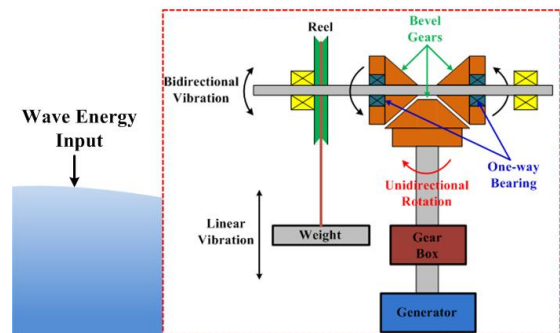 Reel
Bevel
Gears
Bidirectional
Vibration
Wave Energy
Input
One-way
Bearing
Unidirectional
Rotation
Linear
Vibration
Weight
Gear
Box
Generator